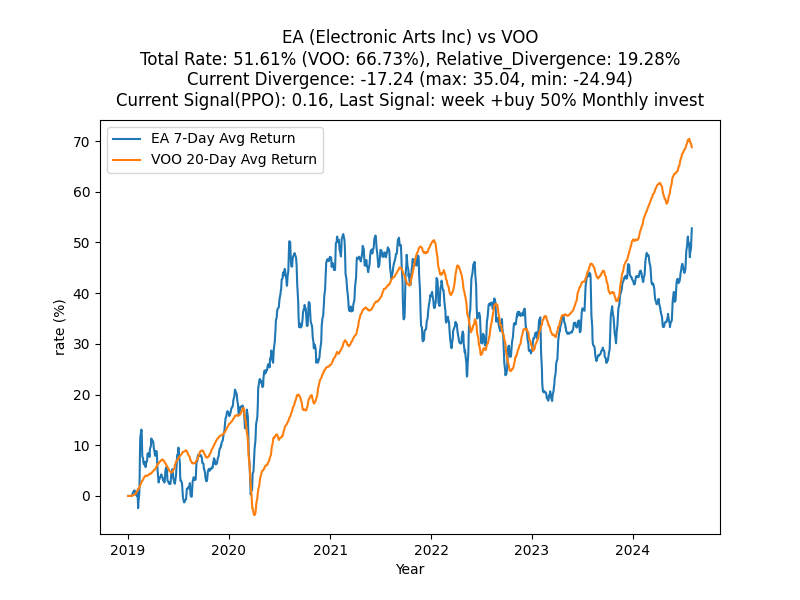 EA (Electronic Arts Inc) vs VOO
Total Rate: 51.61% (VOO: 66.73%), Relative_Divergence: 19.28%
Current Divergence: -17.24 (max: 35.04, min: -24.94)
Current Signal(PPO): 0.16, Last Signal: week +buy 50% Monthly invest
EA 7-Day Avg Return
VOO 20-Day Avg Return
70
60
50
40
30
20
10
0
rate (%)
2019
2020
2021
2022
2023
2024
Year